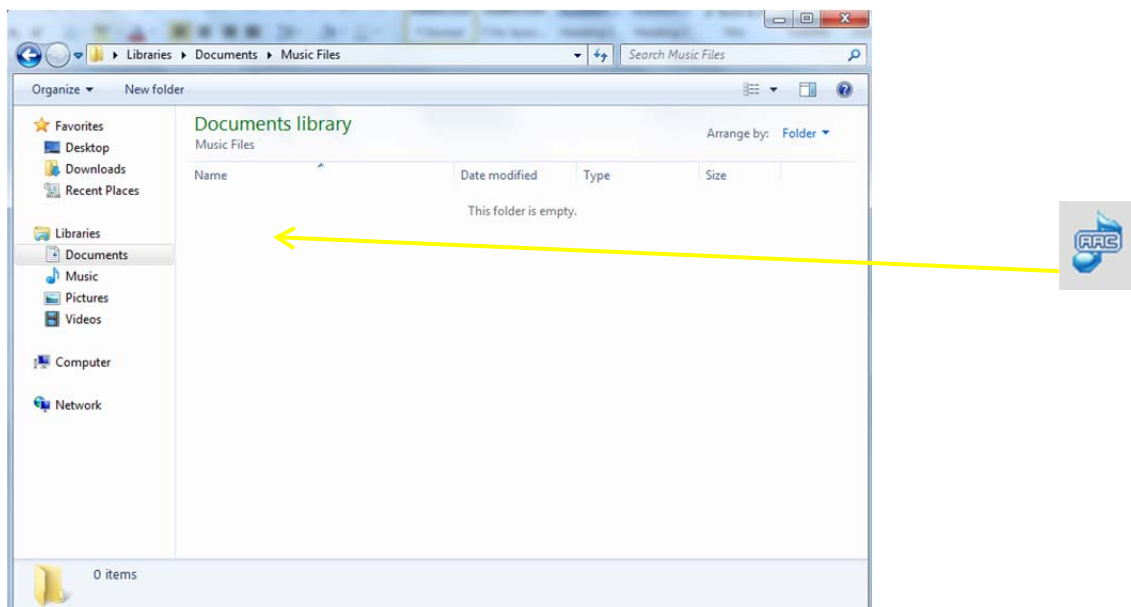 Libraries Documents Music Files
Search Music Files
Organize New folder
Favorites
Desktop
Downloads
Recent Places
Libraries
Documents
Music
Pictures
Videos
Computer
Network
Documents library
Music Files
Arrange by: Folder
Name Date modified Type Size
This folder is empty.
0 items
AAC